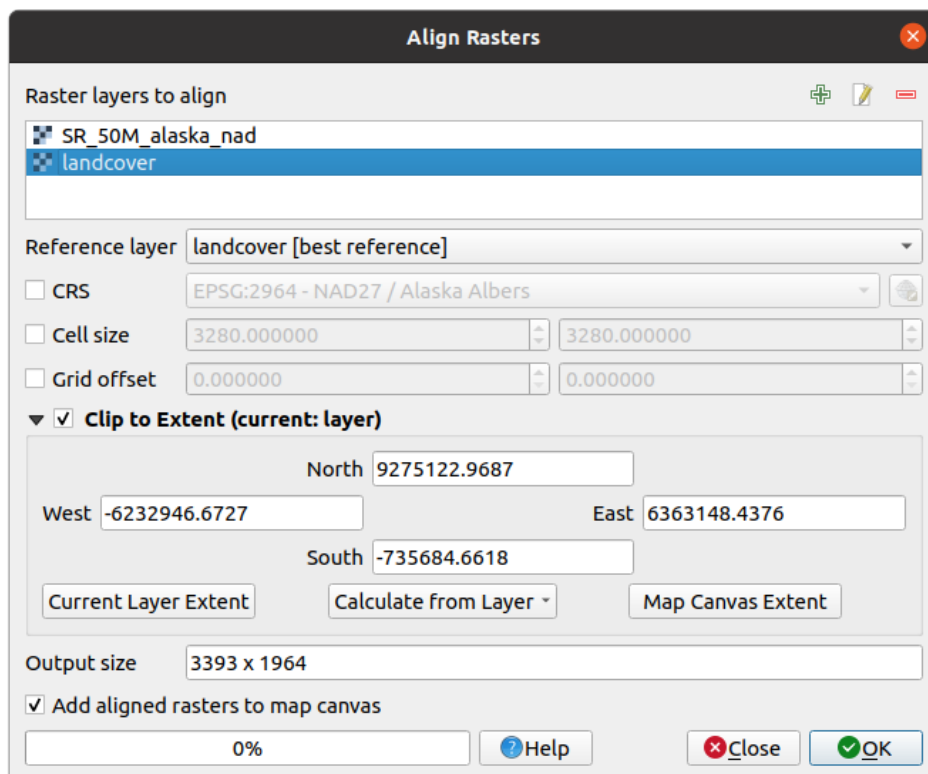 Align Rasters
Raster layers to align
SR_50M_alaska_nad
landcover
Reference layer landcover [best reference]
CRS EPSG:2964 - NAD27 / Alaska Albers
Cell size 3280.000000 3280.000000
Grid offset 0.000000 0.000000
Clip to Extent (current: layer)
North 9275122.9687
West -6232946.6727 East 6363148.4376
South -735684.6618
Current Layer Extent Calculate from Layer Map Canvas Extent
Output size 3393 x 1964
Add aligned rasters to map canvas
0% Help Close OK